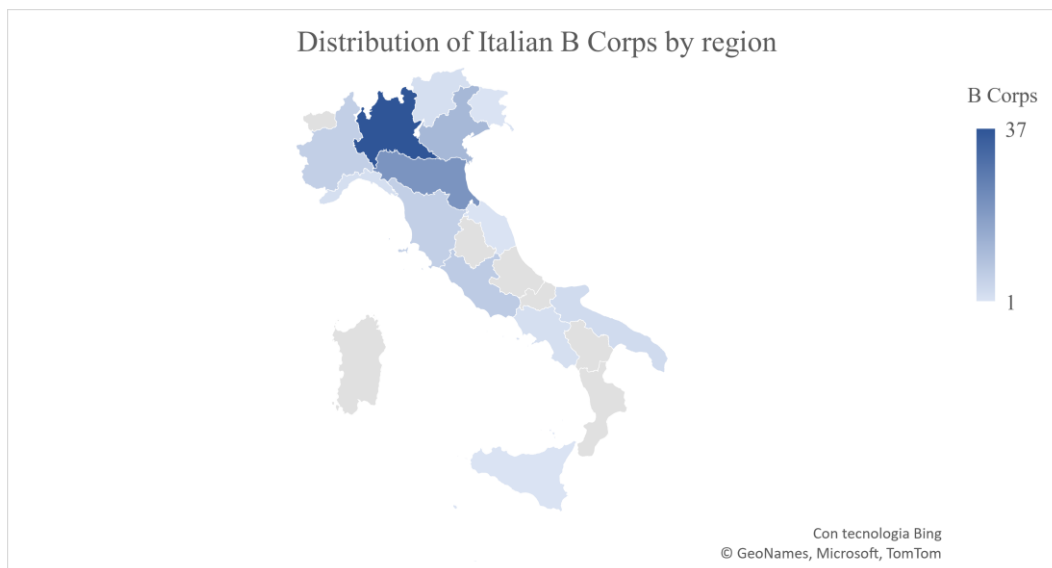 Distribution of Italian B Corps by region
B Corps
37
1
Con tecnologia Bing
© GeoNames, Microsoft, TomTom